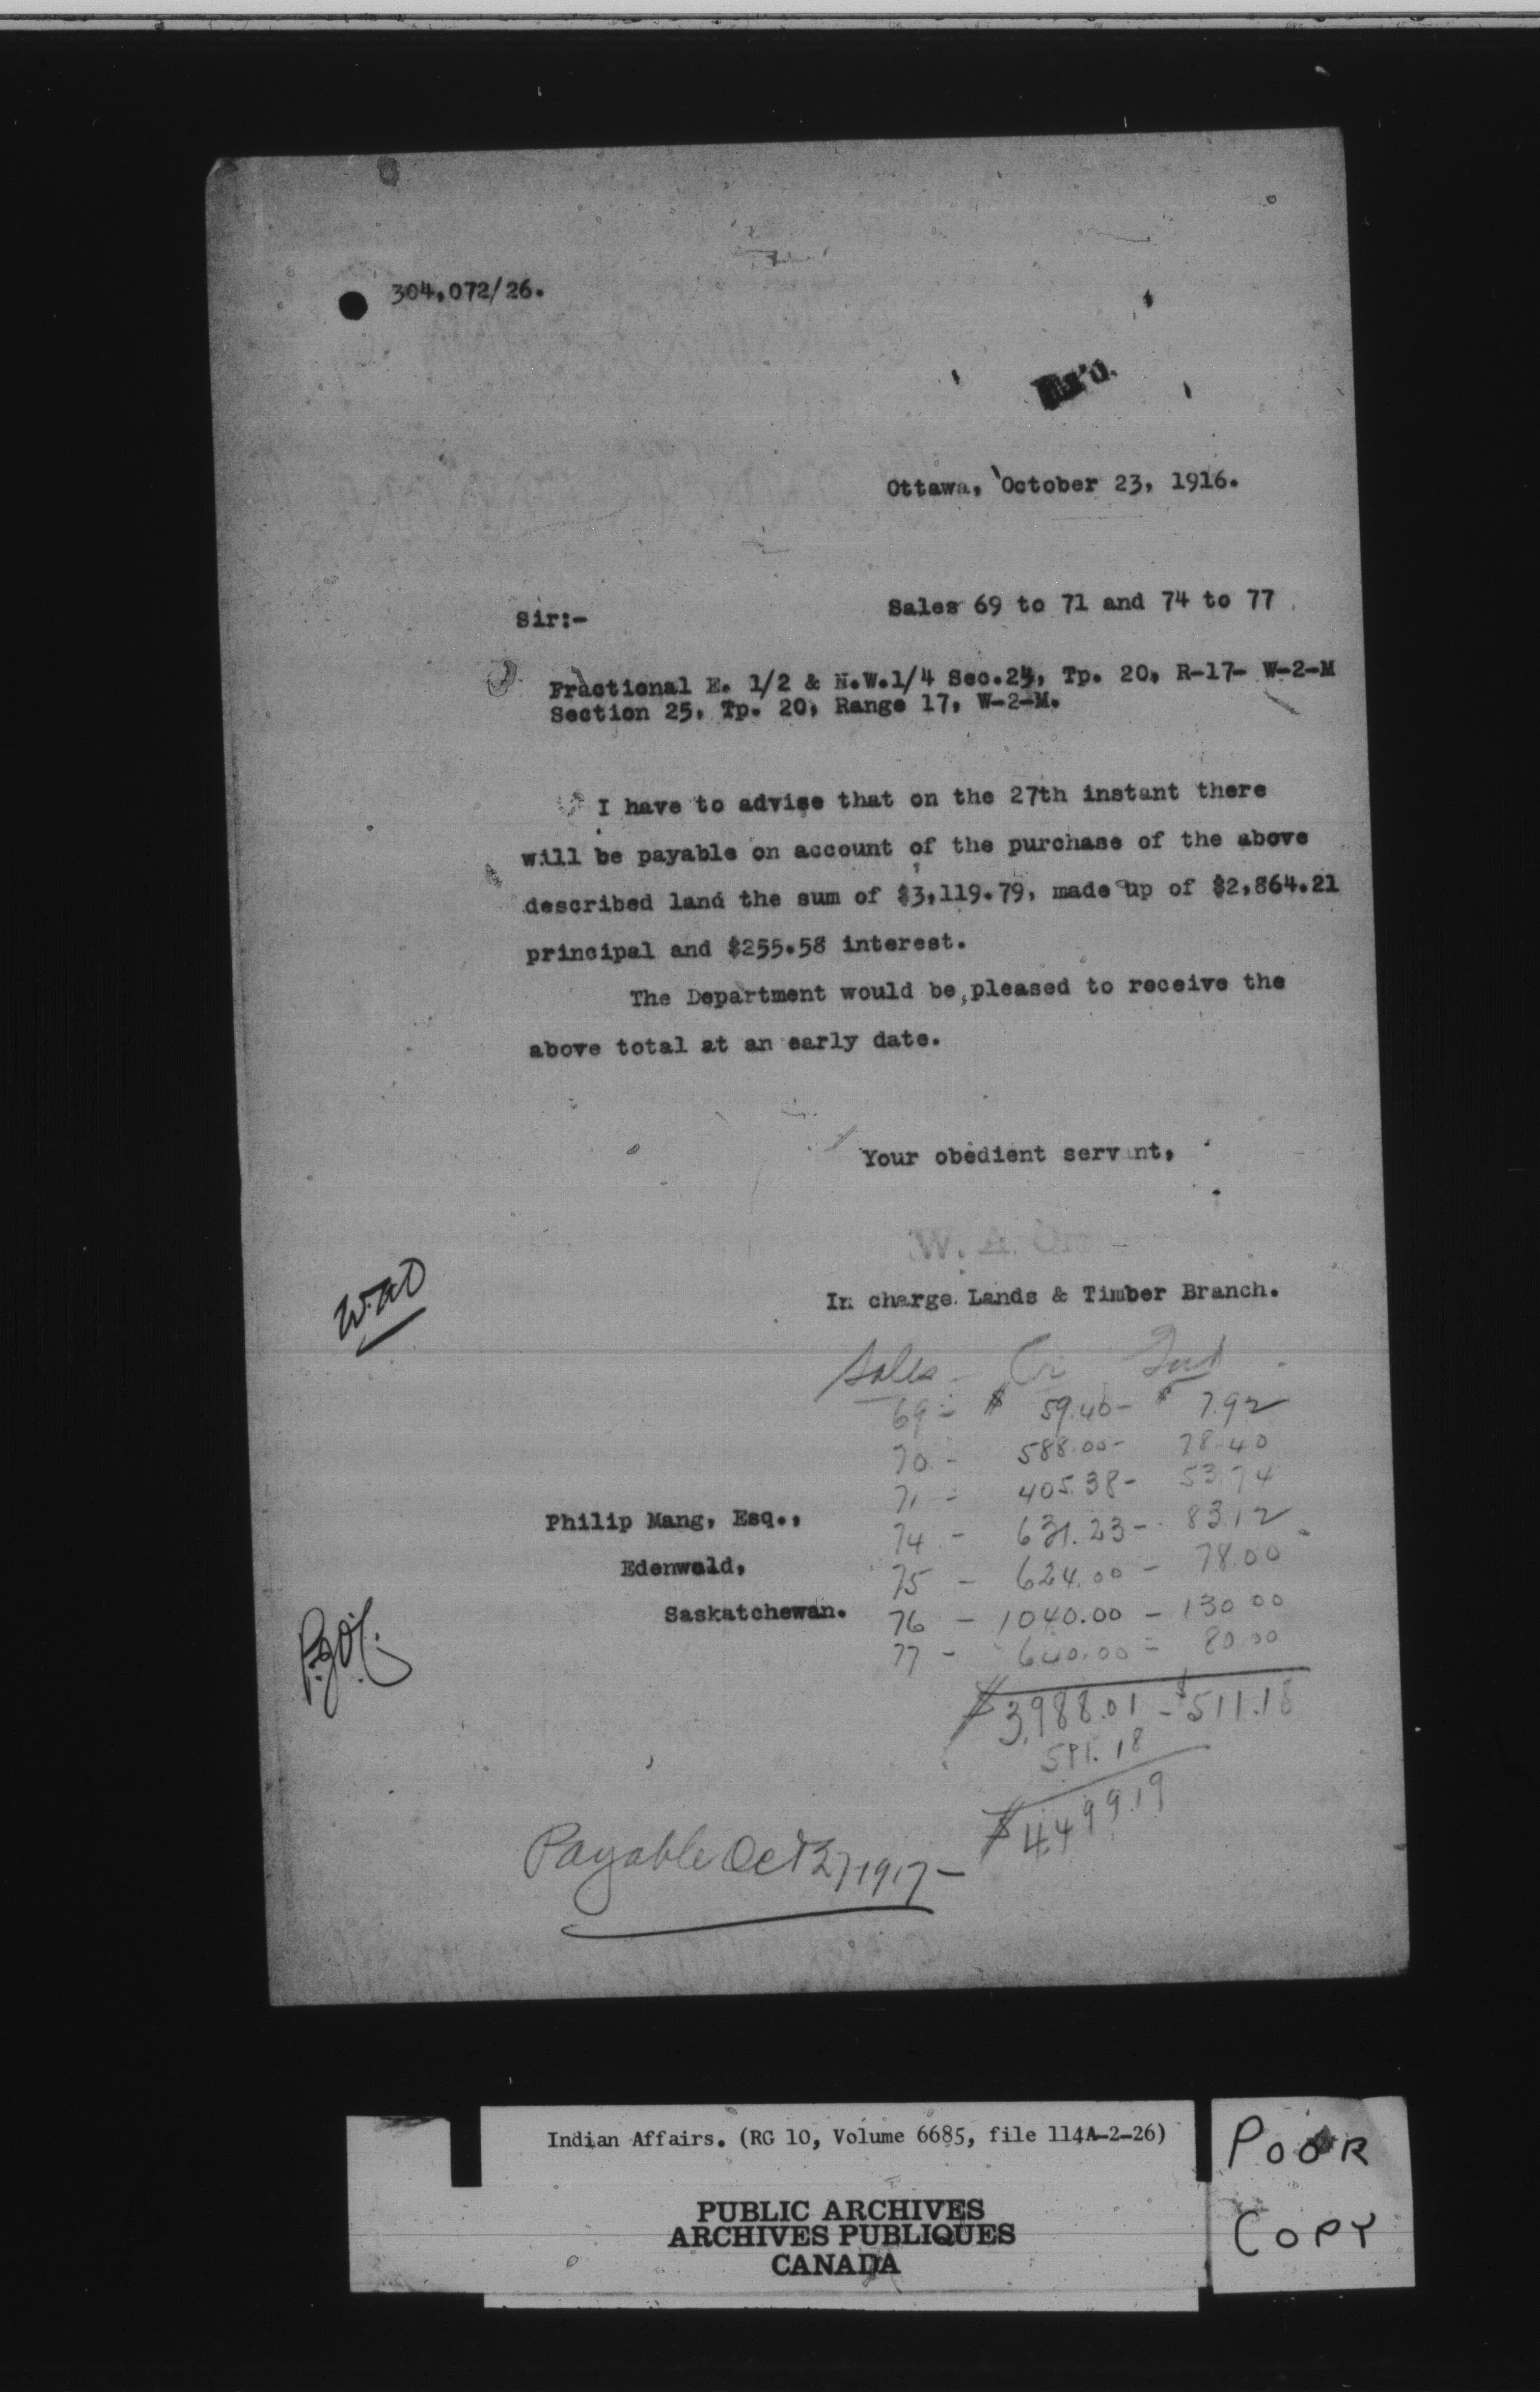 304,072/26.
Ottawa, October 23, 1916.
Sir:-
Sales 69 to 71 and 74 to 77
Fractional E. 1/2 & N.W.1/4 Sec.24, Tp. 20, R-17- W-2-M
Section 25, Tp. 20, Range 17, W-2-M.
I have to advise that on the 27th instant there
will be payable on account of the purchase of the above
described land the sum of $3,119.79, made up of $2,864.21
principal and $255.58 interest.
The Department would be pleased to receive the
above total at an early date.
Your obedient serv nt,
W. A. Orr
In charge Lands & Timber Branch.
WAO
Sales Pr Int
69 - $ 59.40 - $ 7.92
70 - 588.00 - 78.40
71 - 405.38 - 53.74
74 - 631.23 - 83.12
75 - 624.00 - 78.00
76 - 1040.00 - 130.00
77 - 640.00 = 80.00
$3,988.01 - $511.18
511.18
$4,499.19
Philip Mang, Esq.,
Edenwald,
Saskatchewan.
Payable Oct 27, 1917 -
Indian Affairs. (RG 10, Volume 6685, file 114A-2-26)
PUBLIC ARCHIVES
ARCHIVES PUBLIQUES
CANADA
POOR
COPY